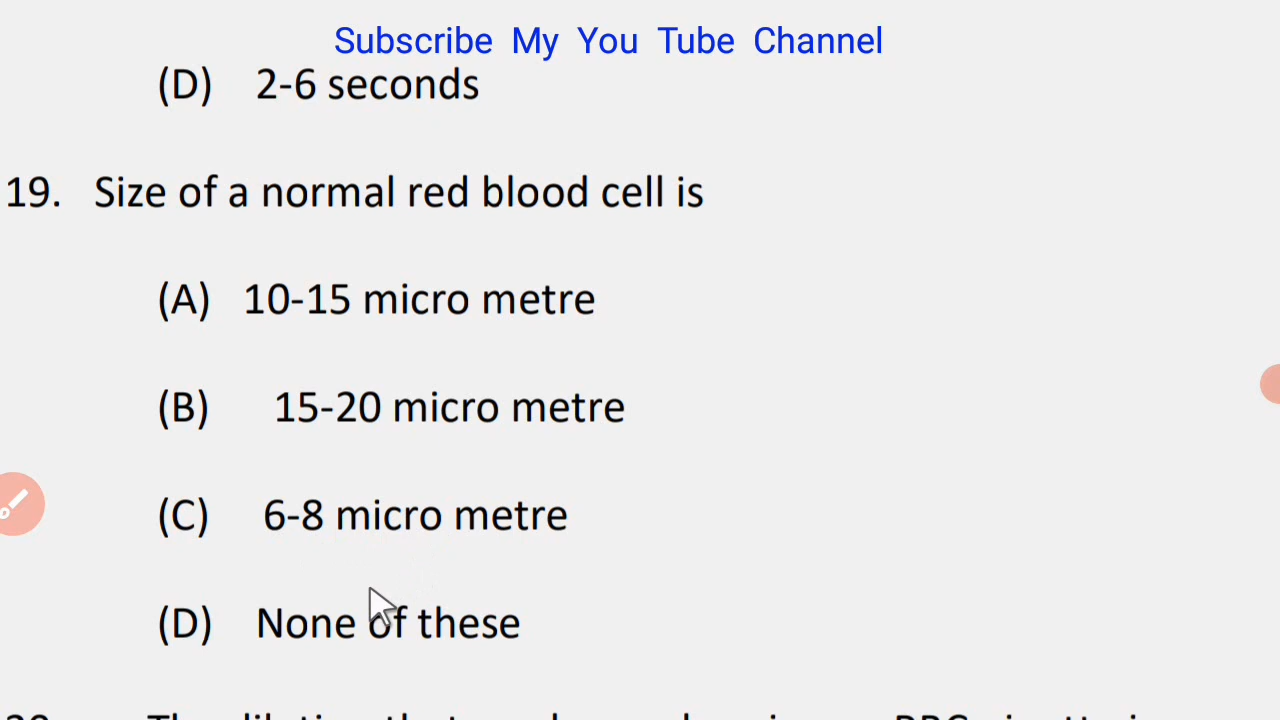 Subscribe My You Tube Channel
(D) 2-6 seconds
19. Size of a normal red blood cell is
(A) 10-15 micro metre
(B) 15-20 micro metre
(C) 6-8 micro metre
(D) None of these